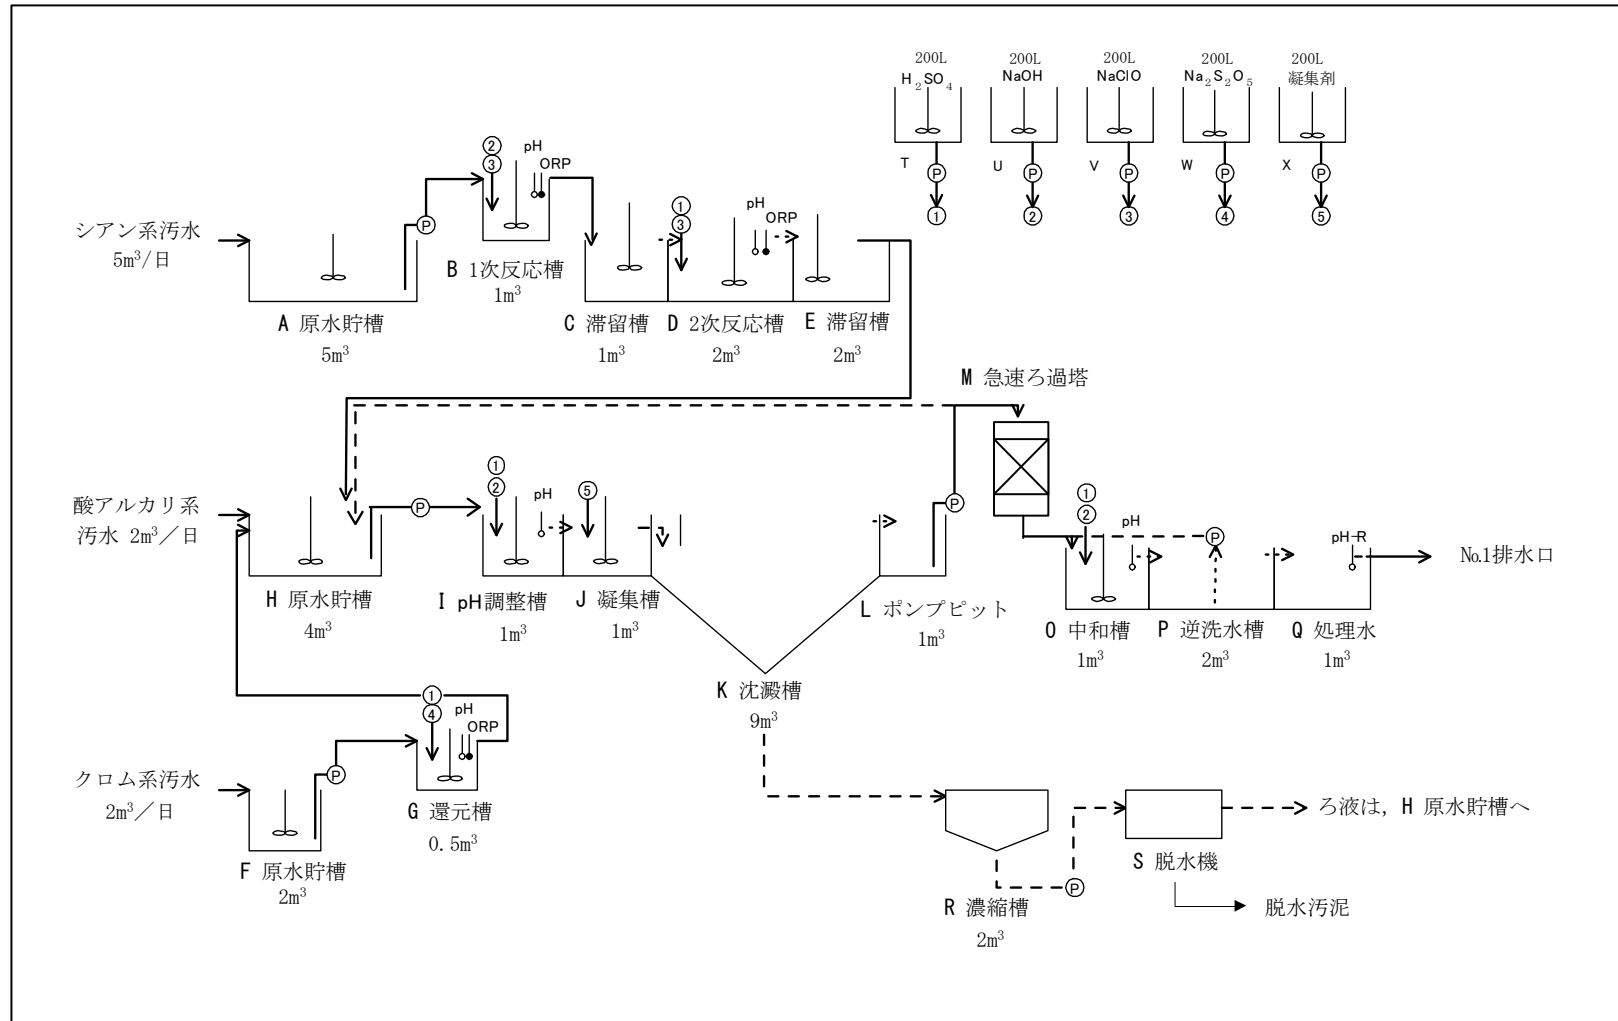 200L
H₂SO₄
200L
NaOH
200L
NaClO
200L
Na₂S₂O₅
200L
凝集剤
T
P
①
U
P
②
V
P
③
W
P
④
X
P
⑤
シアン系汚水
5m³/日
A 原水貯槽
5m³
P
②
③
pH
ORP
B 1次反応槽
1m³
C 滞留槽
1m³
①
③
pH
ORP
D 2次反応槽
2m³
E 滞留槽
2m³
M 急速ろ過塔
酸アルカリ系
汚水 2m³/日
H 原水貯槽
4m³
P
①
②
pH
I pH調整槽
1m³
⑤
J 凝集槽
1m³
K 沈澱槽
9m³
L ポンプピット
1m³
P
①
②
pH
O 中和槽
1m³
P
P 逆洗水槽
2m³
pH-R
Q 処理水
1m³
No.1排水口
クロム系汚水
2m³/日
F 原水貯槽
2m³
P
①
④
pH
ORP
G 還元槽
0.5m³
R 濃縮槽
2m³
P
S 脱水機
ろ液は, H 原水貯槽へ
脱水汚泥